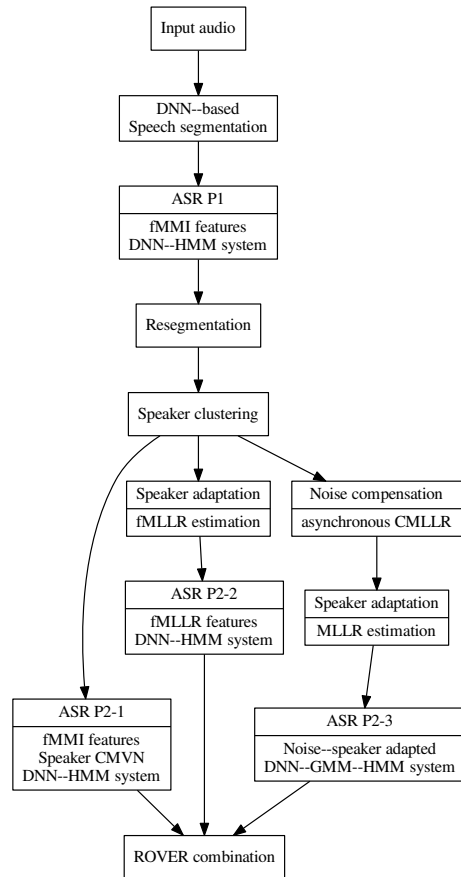 Input audio
DNN--based
Speech segmentation
ASR P1
fMMI features
DNN--HMM system
Resegmentation
Speaker clustering
Speaker adaptation
fMLLR estimation
Noise compensation
asynchronous CMLLR
ASR P2-2
fMLLR features
DNN--HMM system
Speaker adaptation
MLLR estimation
ASR P2-1
fMMI features
Speaker CMVN
DNN--HMM system
ASR P2-3
Noise--speaker adapted
DNN--GMM--HMM system
ROVER combination